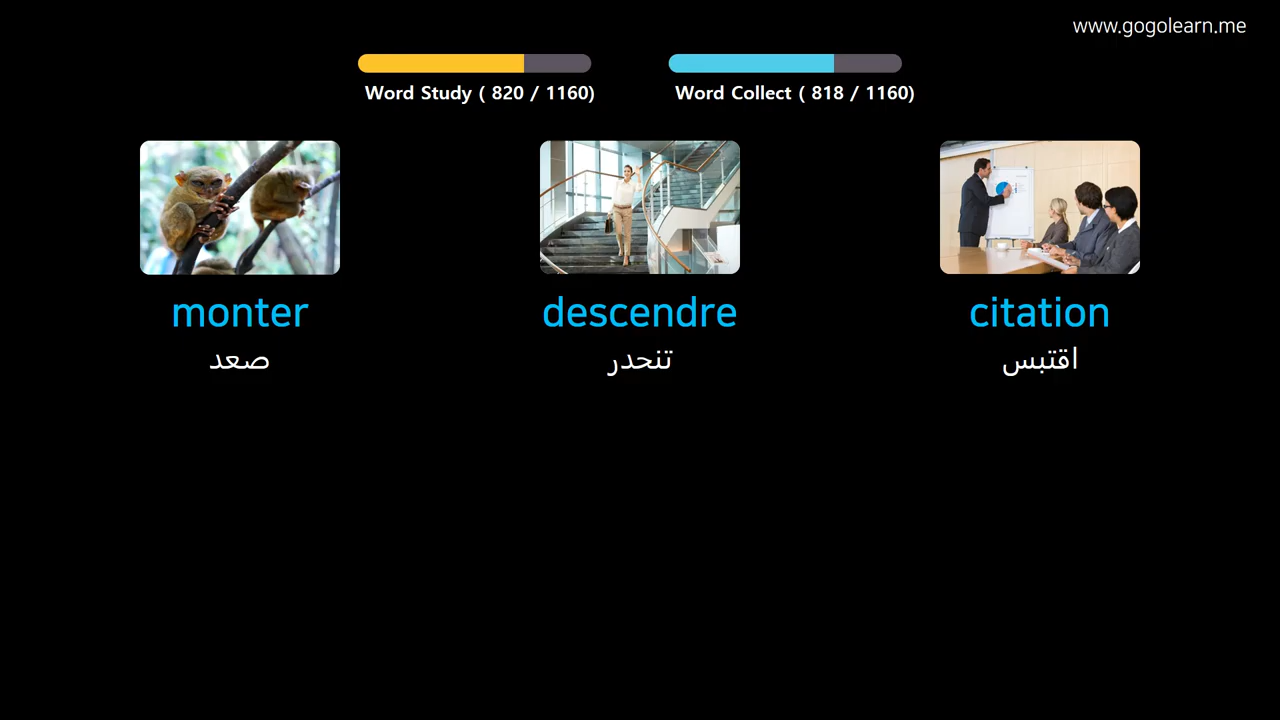 www.gogolearn.me
Word Study ( 820 / 1160)
Word Collect ( 818 / 1160)
monter
descendre
citation
صعد
تنحدر
اقتبس